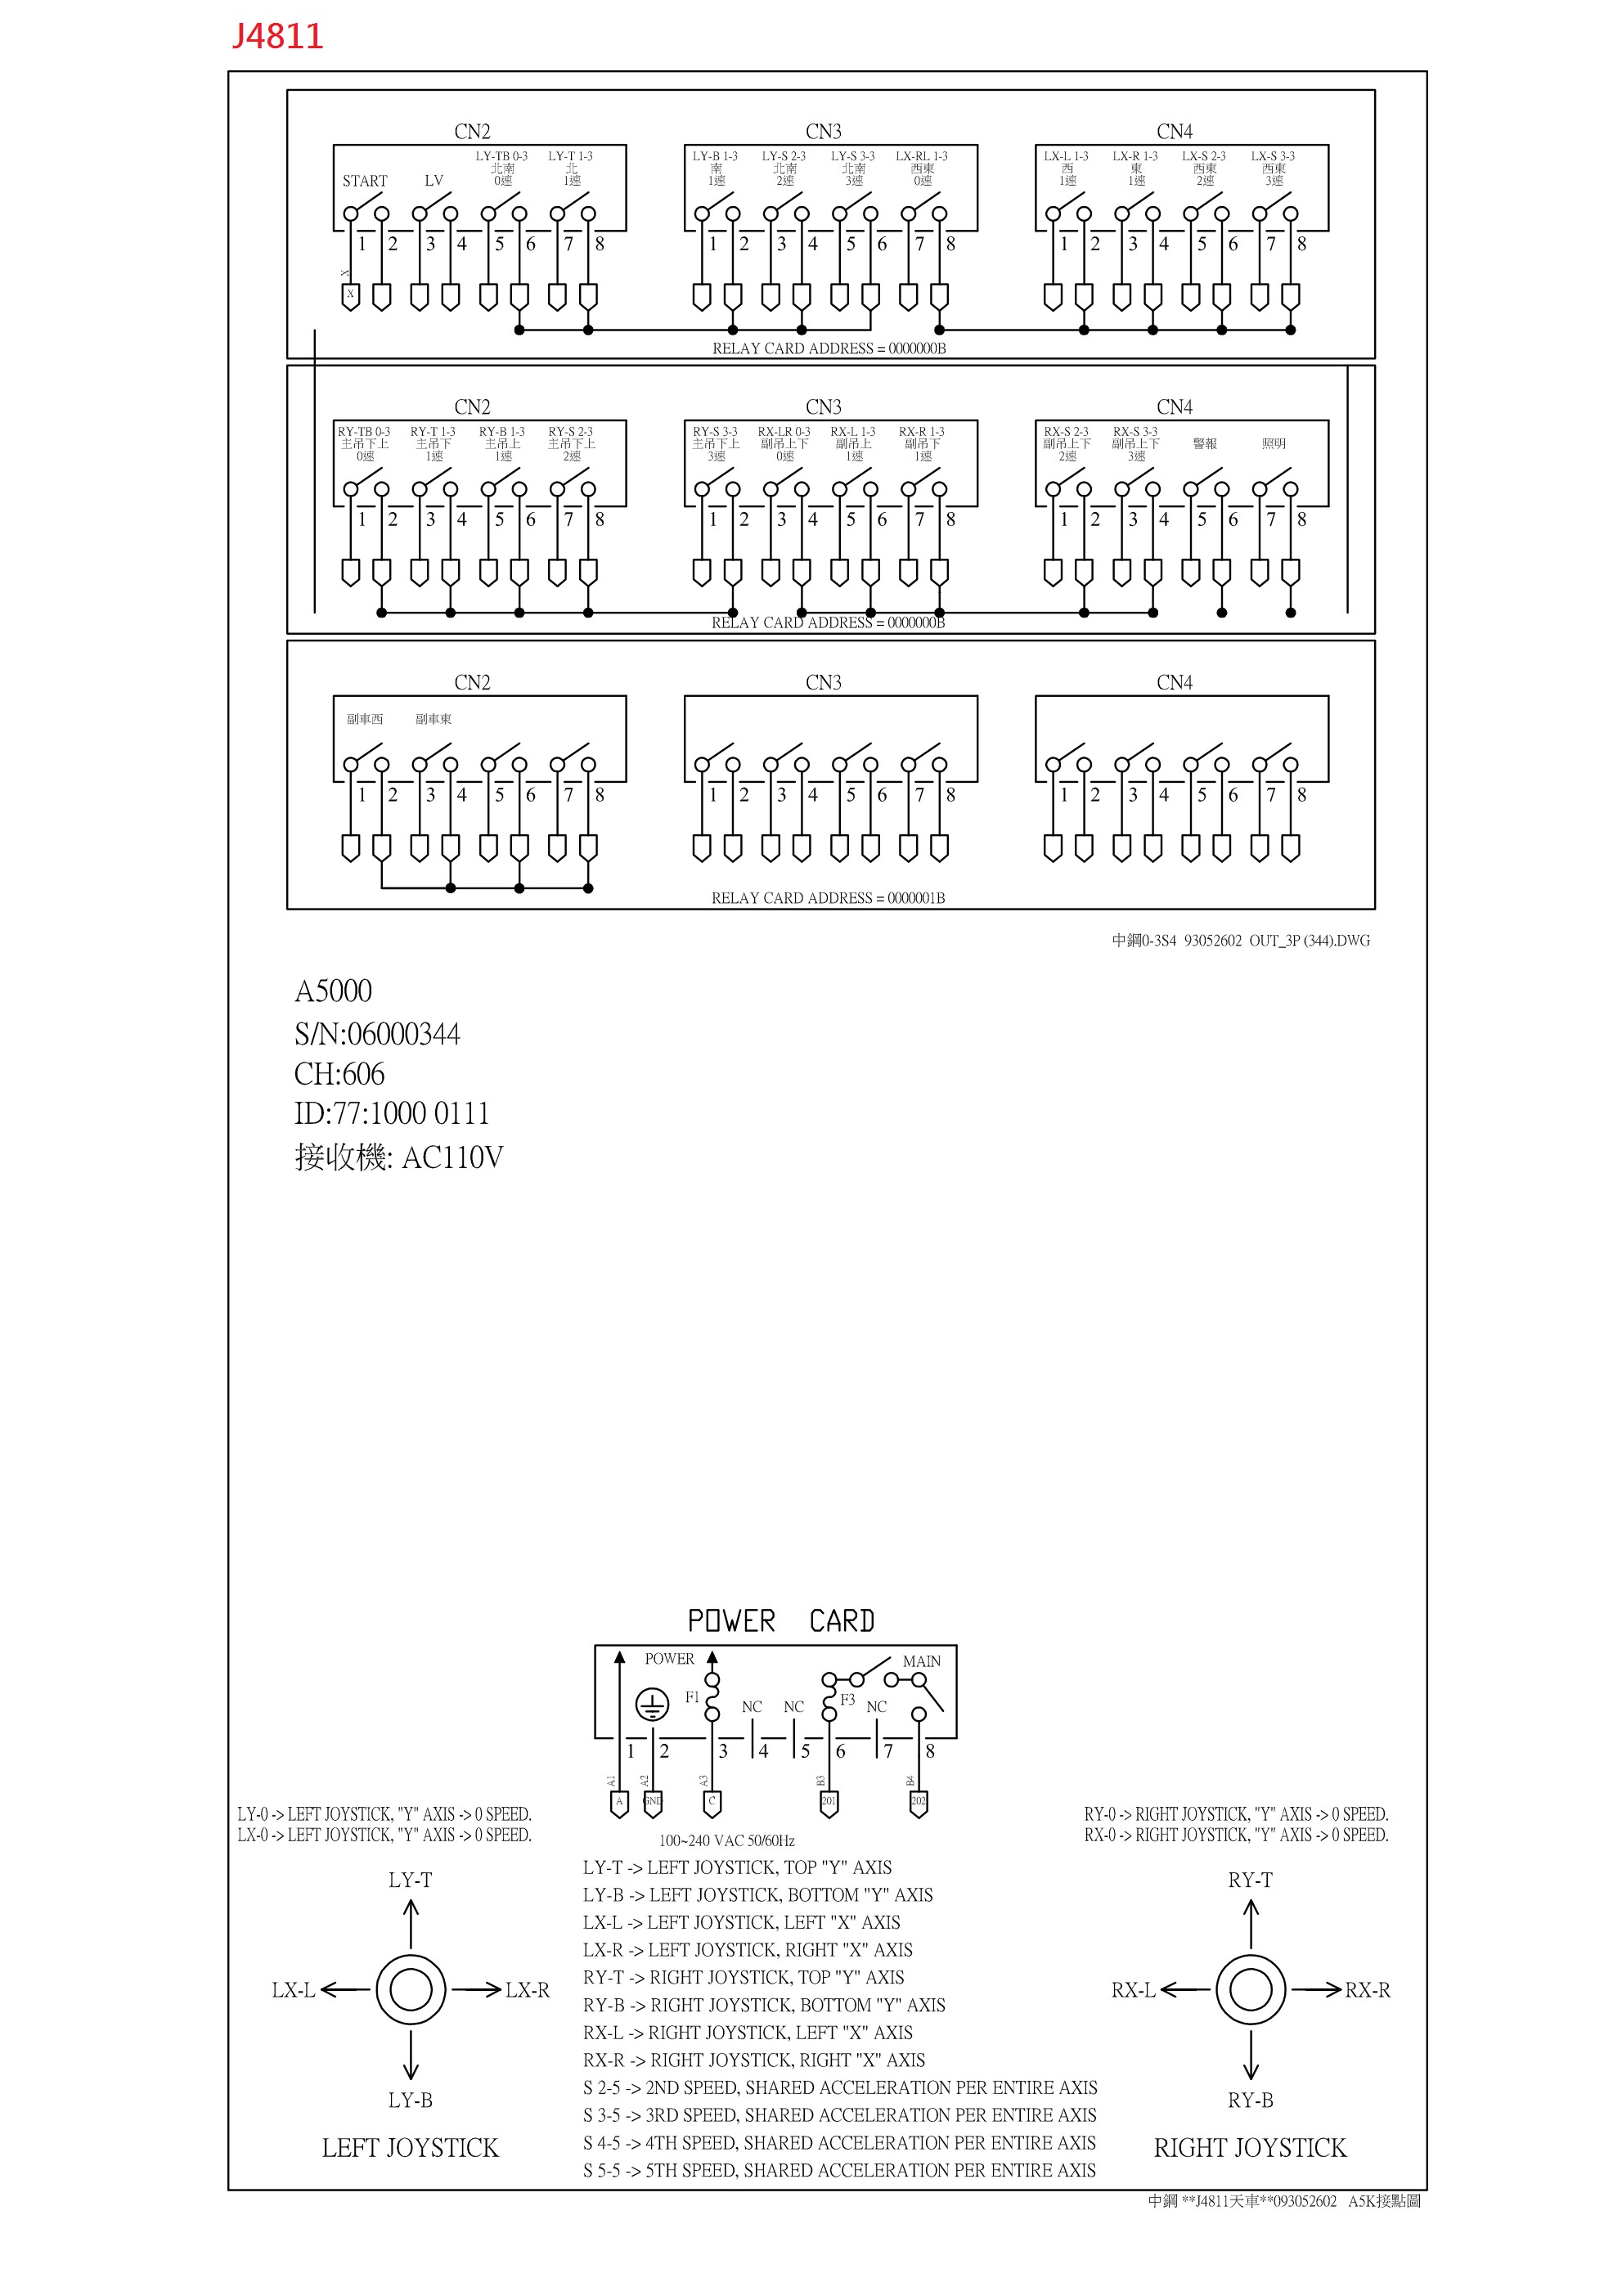 J4811
CN2 CN3 CN4
START LV LY-TB 0-3 LY-T 1-3 LY-B 1-3 LY-S 2-3 LY-S 3-3 LX-RL 1-3 LX-L 1-3 LX-R 1-3 LX-S 2-3 LX-S 3-3
北南 北 南 北南 北南 西東 西 東 西東 西東
0速 1速 1速 2速 3速 0速 1速 1速 2速 3速
1 2 3 4 5 6 7 8 1 2 3 4 5 6 7 8 1 2 3 4 5 6 7 8
X
X
RELAY CARD ADDRESS = 0000000B
CN2 CN3 CN4
RY-TB 0-3 RY-T 1-3 RY-B 1-3 RY-S 2-3 RY-S 3-3 RX-LR 0-3 RX-L 1-3 RX-R 1-3 RX-S 2-3 RX-S 3-3
主吊下上 主吊下 主吊上 主吊下上 主吊下上 副吊上下 副吊上 副吊下 副吊上下 副吊上下 警報 照明
0速 1速 1速 2速 3速 0速 1速 1速 2速 3速
1 2 3 4 5 6 7 8 1 2 3 4 5 6 7 8 1 2 3 4 5 6 7 8
RELAY CARD ADDRESS = 0000000B
CN2 CN3 CN4
副車西 副車東
1 2 3 4 5 6 7 8 1 2 3 4 5 6 7 8 1 2 3 4 5 6 7 8
RELAY CARD ADDRESS = 0000001B
中鋼0-3S4 93052602 OUT_3P (344).DWG
A5000
S/N:06000344
CH:606
ID:77:1000 0111
接收機: AC110V
POWER CARD
POWER MAIN
F1 NC NC F3 NC
1 2 3 4 5 6 7 8
A1 A2 A3 B3 B4
A GND C 201 202
100~240 VAC 50/60Hz
LY-0 -> LEFT JOYSTICK, "Y" AXIS -> 0 SPEED.
LX-0 -> LEFT JOYSTICK, "Y" AXIS -> 0 SPEED.
LY-T
LX-L LX-R
LY-B
LEFT JOYSTICK
LY-T -> LEFT JOYSTICK, TOP "Y" AXIS
LY-B -> LEFT JOYSTICK, BOTTOM "Y" AXIS
LX-L -> LEFT JOYSTICK, LEFT "X" AXIS
LX-R -> LEFT JOYSTICK, RIGHT "X" AXIS
RY-T -> RIGHT JOYSTICK, TOP "Y" AXIS
RY-B -> RIGHT JOYSTICK, BOTTOM "Y" AXIS
RX-L -> RIGHT JOYSTICK, LEFT "X" AXIS
RX-R -> RIGHT JOYSTICK, RIGHT "X" AXIS
S 2-5 -> 2ND SPEED, SHARED ACCELERATION PER ENTIRE AXIS
S 3-5 -> 3RD SPEED, SHARED ACCELERATION PER ENTIRE AXIS
S 4-5 -> 4TH SPEED, SHARED ACCELERATION PER ENTIRE AXIS
S 5-5 -> 5TH SPEED, SHARED ACCELERATION PER ENTIRE AXIS
RY-0 -> RIGHT JOYSTICK, "Y" AXIS -> 0 SPEED.
RX-0 -> RIGHT JOYSTICK, "Y" AXIS -> 0 SPEED.
RY-T
RX-L RX-R
RY-B
RIGHT JOYSTICK
中鋼 **J4811天車**093052602 A5K接點圖